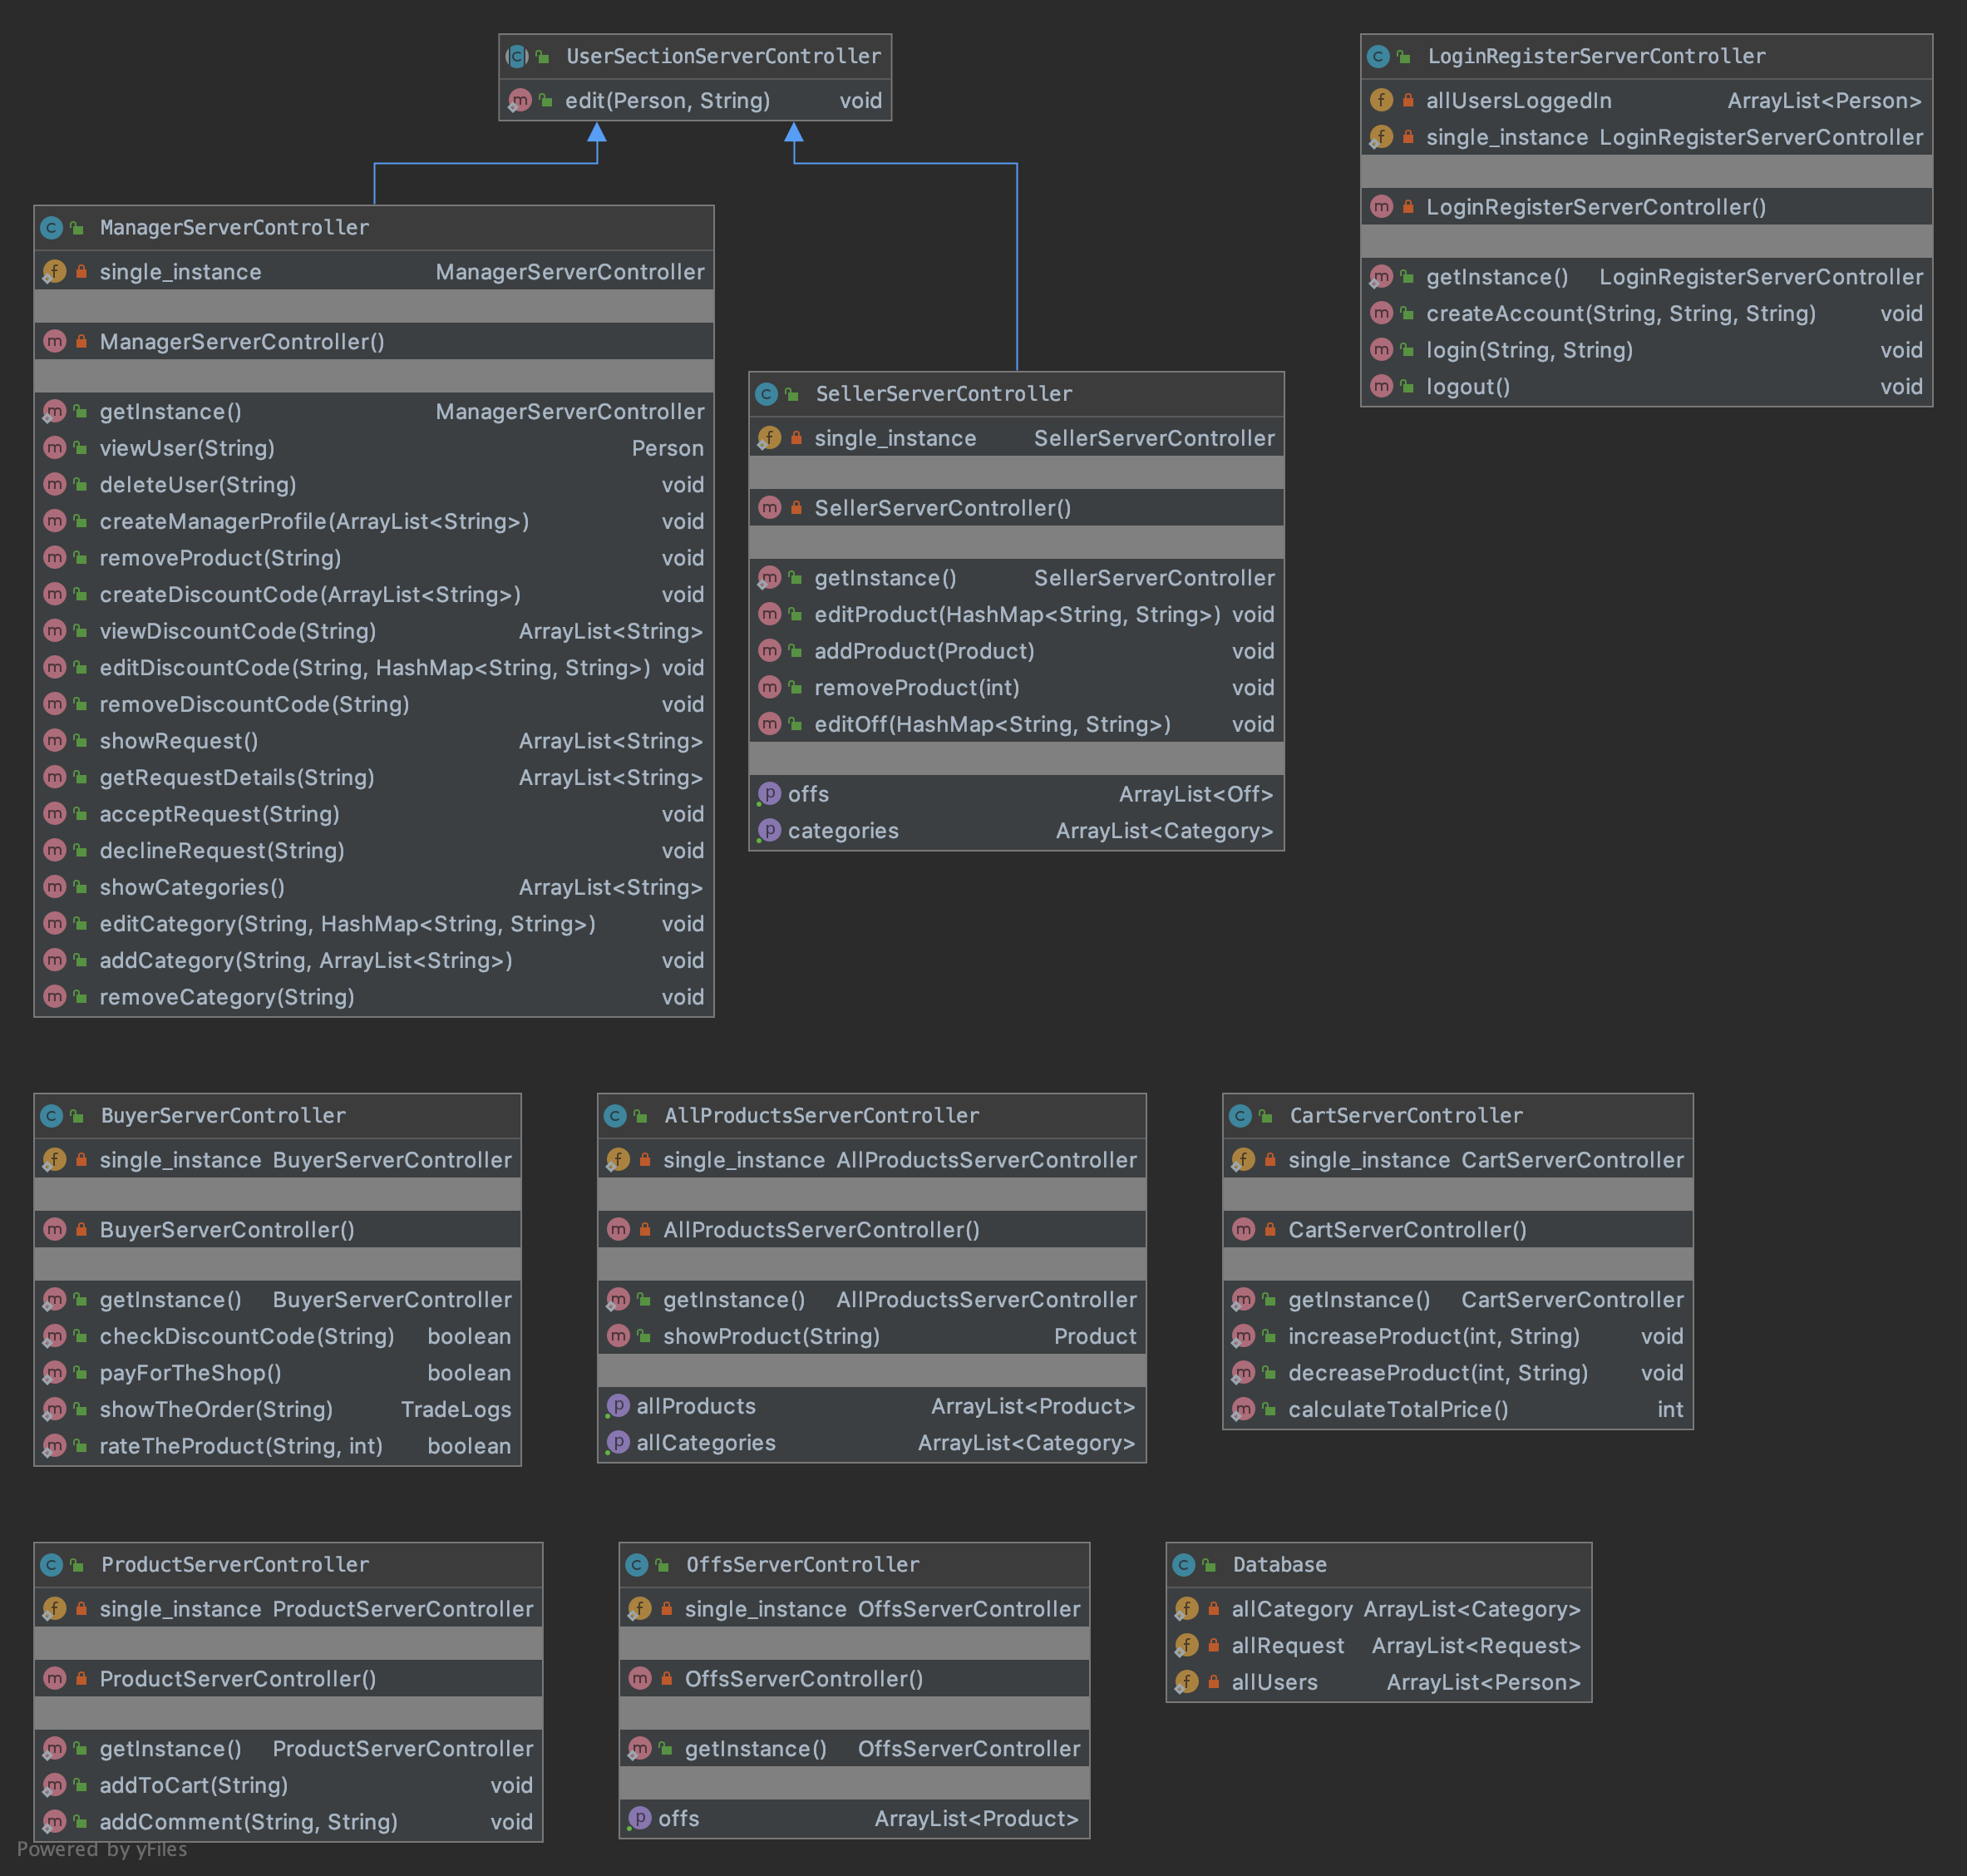 UserSectionServerController
edit(Person, String) void
LoginRegisterServerController
allUsersLoggedIn ArrayList<Person>
single_instance LoginRegisterServerController
LoginRegisterServerController()
getInstance() LoginRegisterServerController
createAccount(String, String, String) void
login(String, String) void
logout() void
ManagerServerController
single_instance ManagerServerController
ManagerServerController()
getInstance() ManagerServerController
viewUser(String) Person
deleteUser(String) void
createManagerProfile(ArrayList<String>) void
removeProduct(String) void
createDiscountCode(ArrayList<String>) void
viewDiscountCode(String) ArrayList<String>
editDiscountCode(String, HashMap<String, String>) void
removeDiscountCode(String) void
showRequest() ArrayList<String>
getRequestDetails(String) ArrayList<String>
acceptRequest(String) void
declineRequest(String) void
showCategories() ArrayList<String>
editCategory(String, HashMap<String, String>) void
addCategory(String, ArrayList<String>) void
removeCategory(String) void
SellerServerController
single_instance SellerServerController
SellerServerController()
getInstance() SellerServerController
editProduct(HashMap<String, String>) void
addProduct(Product) void
removeProduct(int) void
editOff(HashMap<String, String>) void
offs ArrayList<Off>
categories ArrayList<Category>
BuyerServerController
single_instance BuyerServerController
BuyerServerController()
getInstance() BuyerServerController
checkDiscountCode(String) boolean
payForTheShop() boolean
showTheOrder(String) TradeLogs
rateTheProduct(String, int) boolean
AllProductsServerController
single_instance AllProductsServerController
AllProductsServerController()
getInstance() AllProductsServerController
showProduct(String) Product
allProducts ArrayList<Product>
allCategories ArrayList<Category>
CartServerController
single_instance CartServerController
CartServerController()
getInstance() CartServerController
increaseProduct(int, String) void
decreaseProduct(int, String) void
calculateTotalPrice() int
ProductServerController
single_instance ProductServerController
ProductServerController()
getInstance() ProductServerController
addToCart(String) void
addComment(String, String) void
OffsServerController
single_instance OffsServerController
OffsServerController()
getInstance() OffsServerController
offs ArrayList<Product>
Database
allCategory ArrayList<Category>
allRequest ArrayList<Request>
allUsers ArrayList<Person>
Powered by yFiles